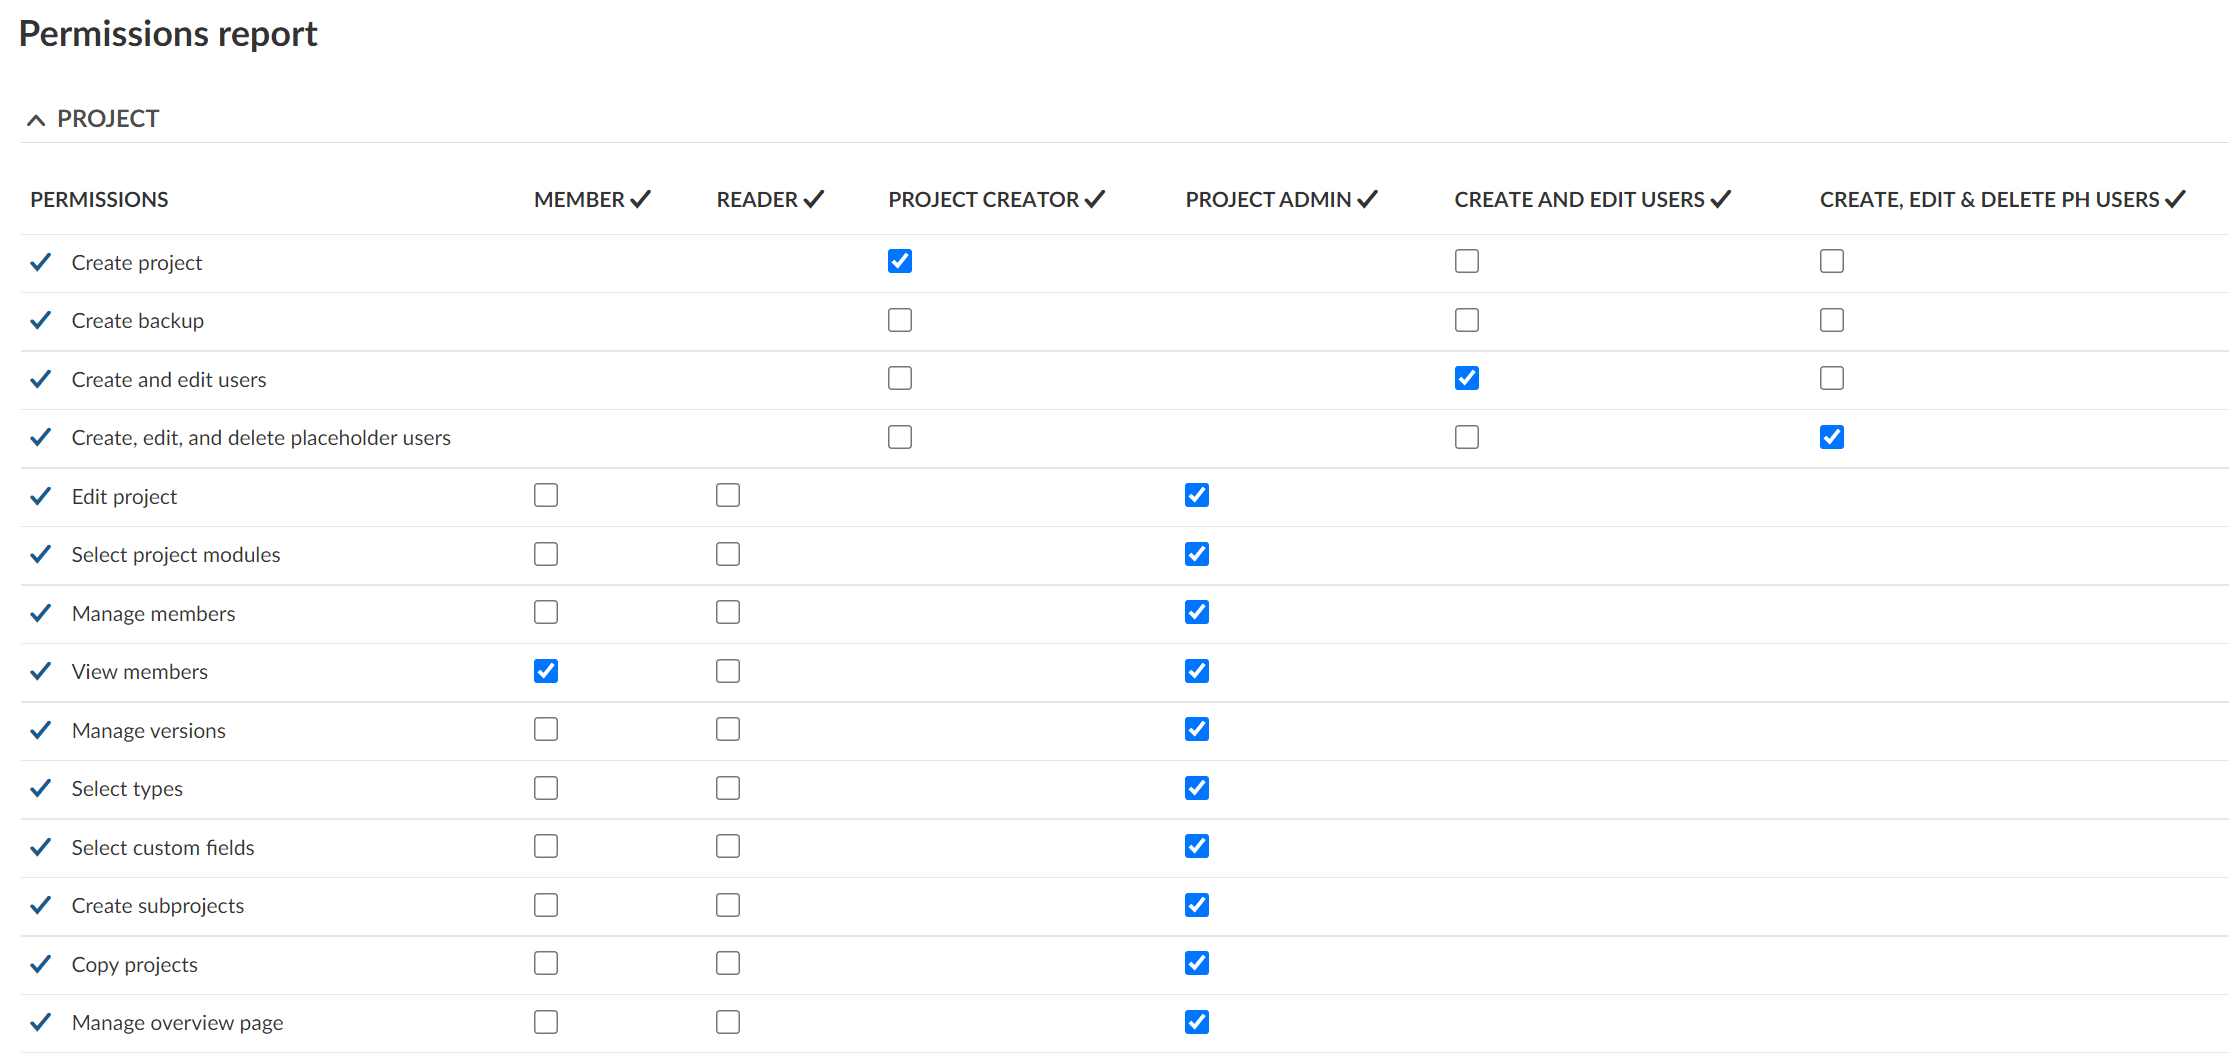 Permissions report
PROJECT
PERMISSIONS MEMBER READER PROJECT CREATOR PROJECT ADMIN CREATE AND EDIT USERS CREATE, EDIT & DELETE PH USERS
Create project
Create backup
Create and edit users
Create, edit, and delete placeholder users
Edit project
Select project modules
Manage members
View members
Manage versions
Select types
Select custom fields
Create subprojects
Copy projects
Manage overview page